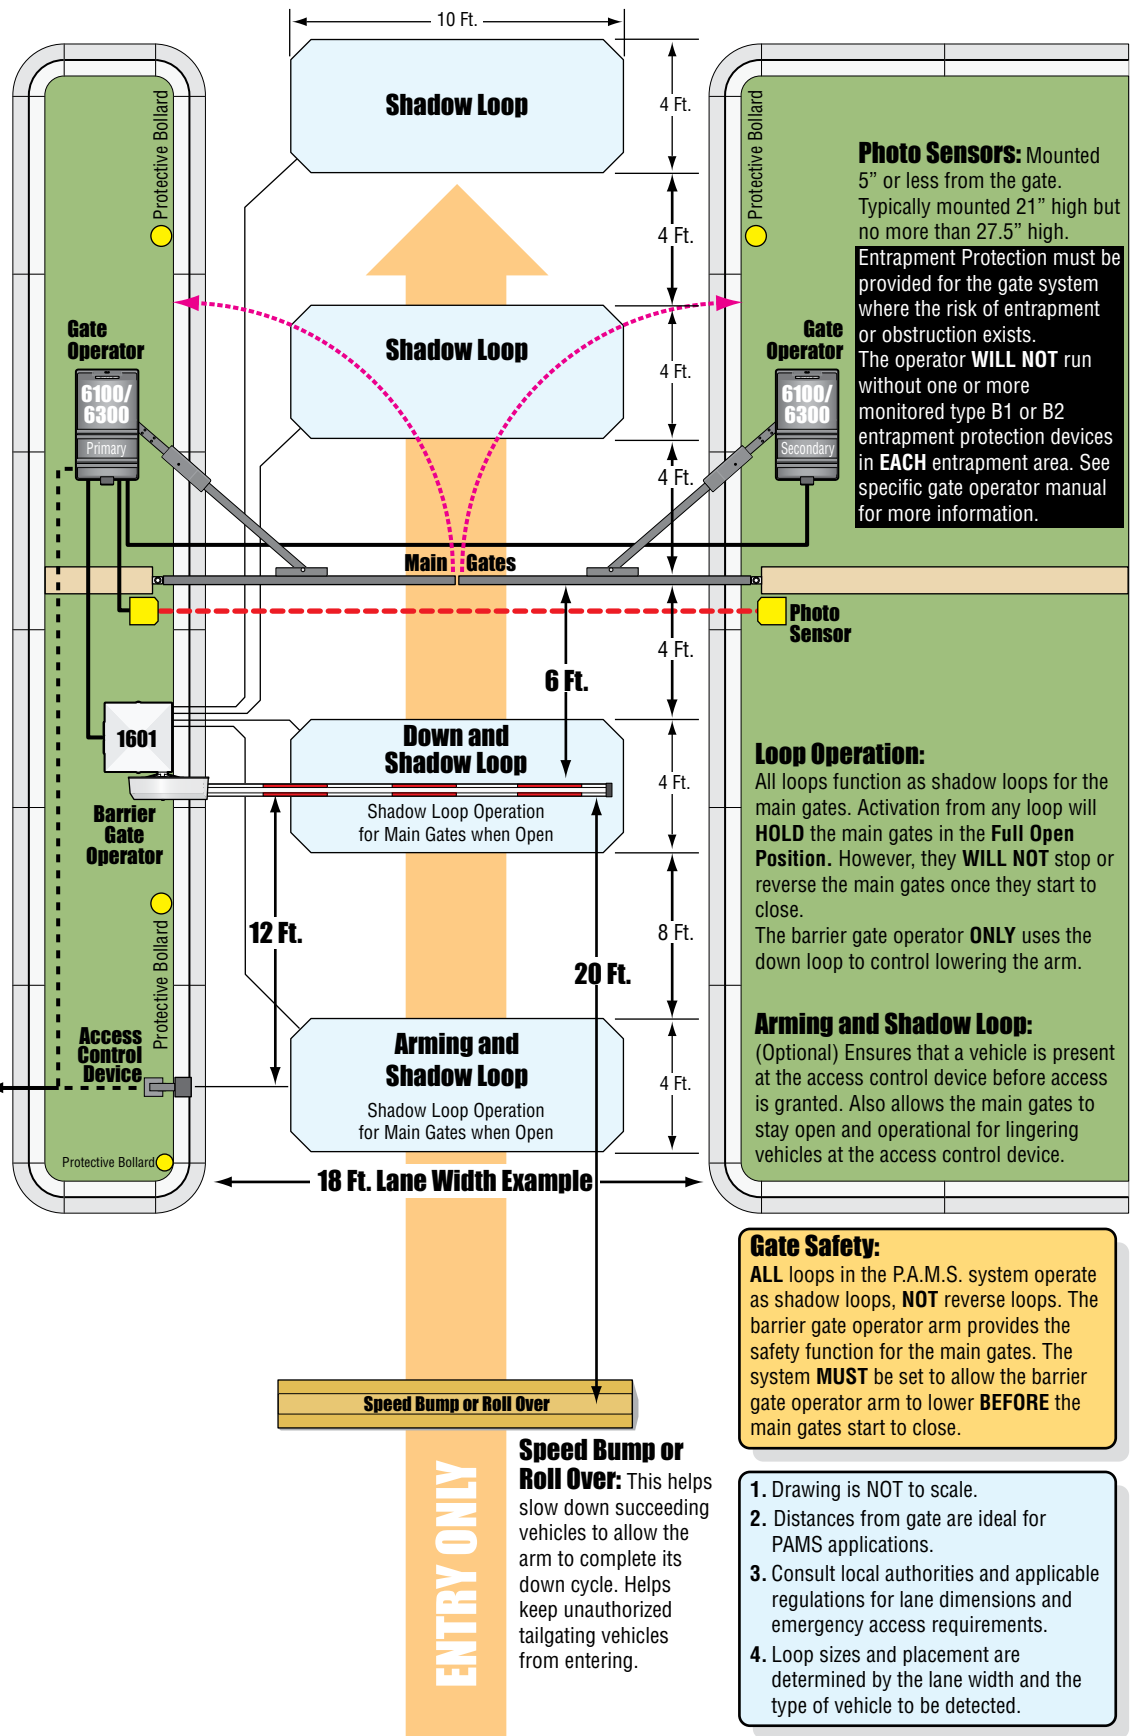 10 Ft.
Shadow Loop
4 Ft.
Protective Bollard
Protective Bollard
Photo Sensors: Mounted
5” or less from the gate.
Typically mounted 21” high but
no more than 27.5” high.
Entrapment Protection must be
provided for the gate system
where the risk of entrapment
or obstruction exists.
The operator WILL NOT run
without one or more
monitored type B1 or B2
entrapment protection devices
in EACH entrapment area. See
specific gate operator manual
for more information.
4 Ft.
Gate
Operator
6100/
6300
Primary
Shadow Loop
4 Ft.
Gate
Operator
6100/
6300
Secondary
4 Ft.
Main Gates
Photo
Sensor
4 Ft.
6 Ft.
1601
Barrier
Gate
Operator
Down and
Shadow Loop
Shadow Loop Operation
for Main Gates when Open
4 Ft.
Loop Operation:
All loops function as shadow loops for the
main gates. Activation from any loop will
HOLD the main gates in the Full Open
Position. However, they WILL NOT stop or
reverse the main gates once they start to
close.
The barrier gate operator ONLY uses the
down loop to control lowering the arm.
Protective Bollard
12 Ft.
8 Ft.
20 Ft.
Access
Control
Device
Arming and
Shadow Loop
Shadow Loop Operation
for Main Gates when Open
4 Ft.
Arming and Shadow Loop:
(Optional) Ensures that a vehicle is present
at the access control device before access
is granted. Also allows the main gates to
stay open and operational for lingering
vehicles at the access control device.
Protective Bollard
18 Ft. Lane Width Example
Gate Safety:
ALL loops in the P.A.M.S. system operate
as shadow loops, NOT reverse loops. The
barrier gate operator arm provides the
safety function for the main gates. The
system MUST be set to allow the barrier
gate operator arm to lower BEFORE the
main gates start to close.
Speed Bump or Roll Over
Speed Bump or
Roll Over: This helps
slow down succeeding
vehicles to allow the
arm to complete its
down cycle. Helps
keep unauthorized
tailgating vehicles
from entering.
ENTRY ONLY
1. Drawing is NOT to scale.
2. Distances from gate are ideal for
PAMS applications.
3. Consult local authorities and applicable
regulations for lane dimensions and
emergency access requirements.
4. Loop sizes and placement are
determined by the lane width and the
type of vehicle to be detected.